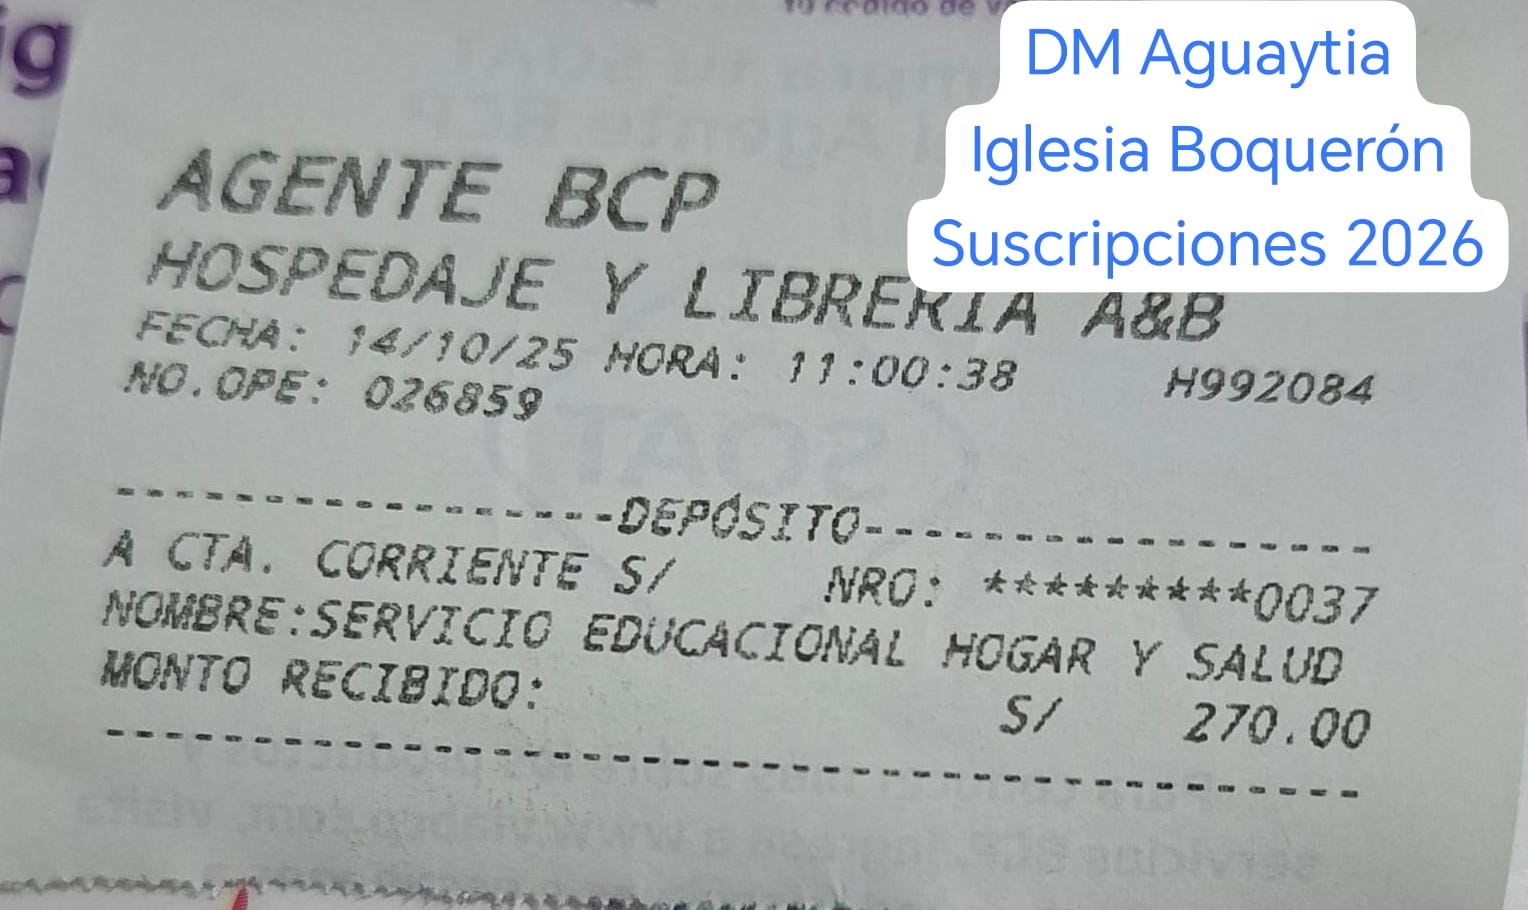 DM Aguaytia
Iglesia Boquerón
Suscripciones 2026
AGENTE BCP
HOSPEDAJE Y LIBRERIA A&B
FECHA: 14/10/25 HORA: 11:00:38 H992084
NO.OPE: 026859
------------------DEPÓSITO------------------
A CTA. CORRIENTE S/ NRO: *********0037
NOMBRE:SERVICIO EDUCACIONAL HOGAR Y SALUD
MONTO RECIBIDO: S/ 270.00